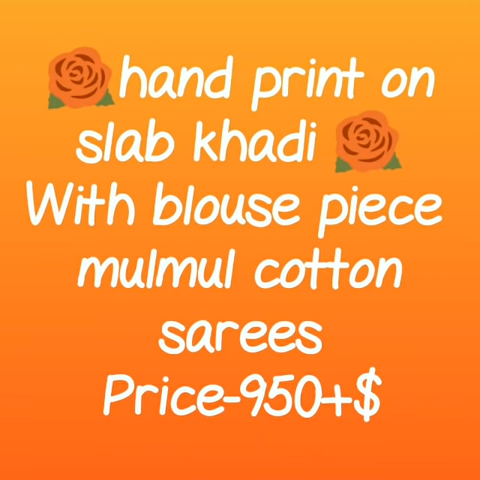 🌹hand print on
slab khadi 🌹
With blouse piece
mulmul cotton
sarees
Price-950+$